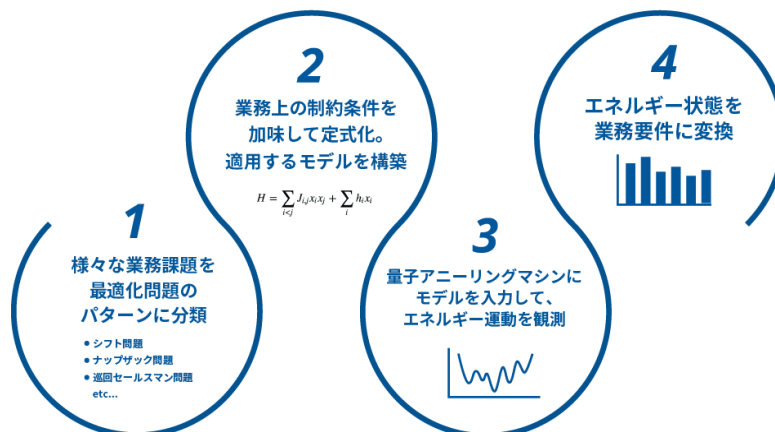 1
様々な業務課題を
最適化問題の
パターンに分類
● シフト問題
● ナップザック問題
● 巡回セールスマン問題
etc...
2
業務上の制約条件を
加味して定式化。
適用するモデルを構築
H = ∑_{i<j} J_{i,j} x_i x_j + ∑_i h_i x_i
3
量子アニーリングマシンに
モデルを入力して、
エネルギー運動を観測
4
エネルギー状態を
業務要件に変換